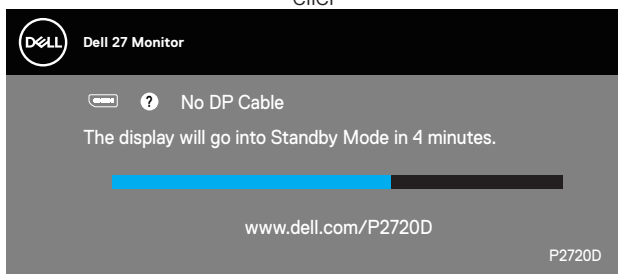 DELL
Dell 27 Monitor
? No DP Cable
The display will go into Standby Mode in 4 minutes.
www.dell.com/P2720D
P2720D